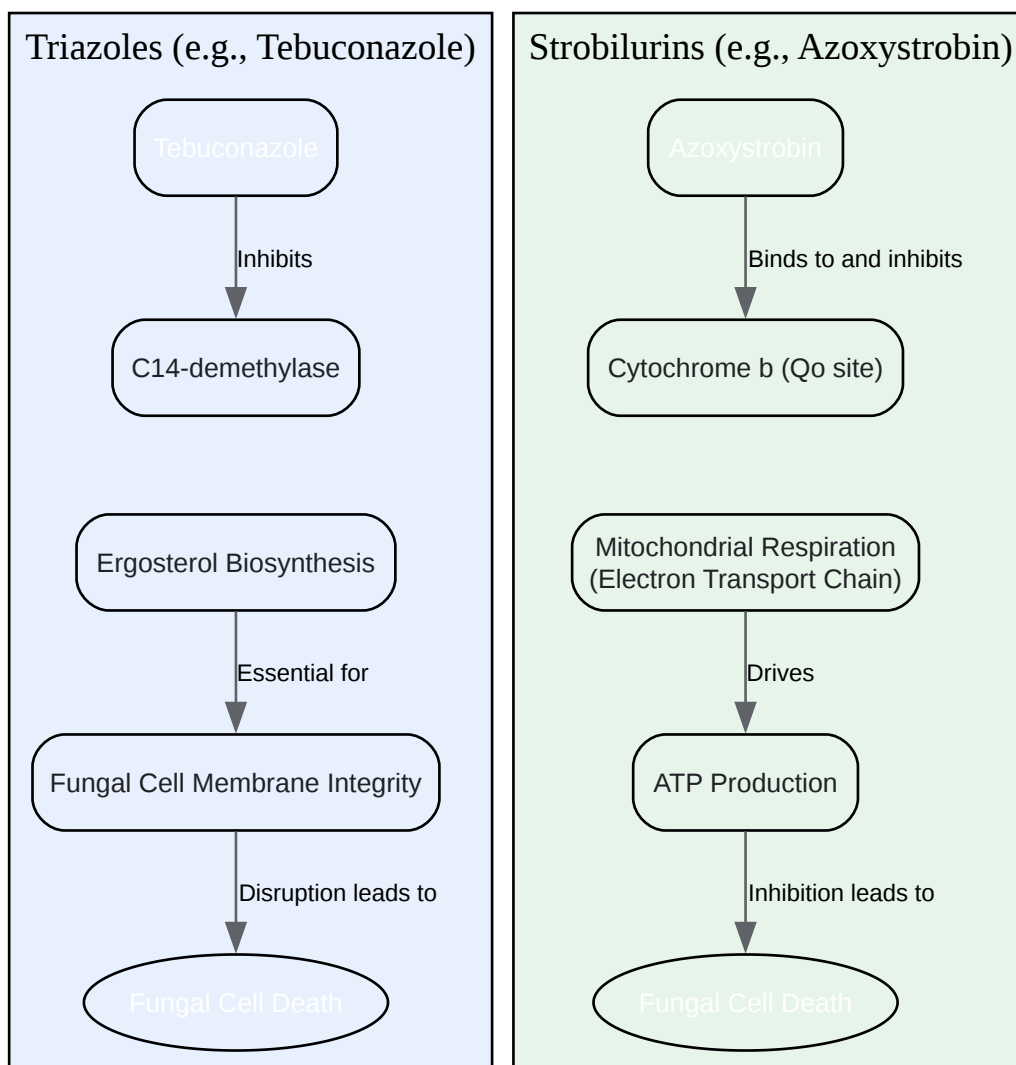 Triazoles (e.g., Tebuconazole)
Tebuconazole
Inhibits
C14-demethylase
Ergosterol Biosynthesis
Essential for
Fungal Cell Membrane Integrity
Disruption leads to
Fungal Cell Death
Strobilurins (e.g., Azoxystrobin)
Azoxystrobin
Binds to and inhibits
Cytochrome b (Qo site)
Mitochondrial Respiration
(Electron Transport Chain)
Drives
ATP Production
Inhibition leads to
Fungal Cell Death